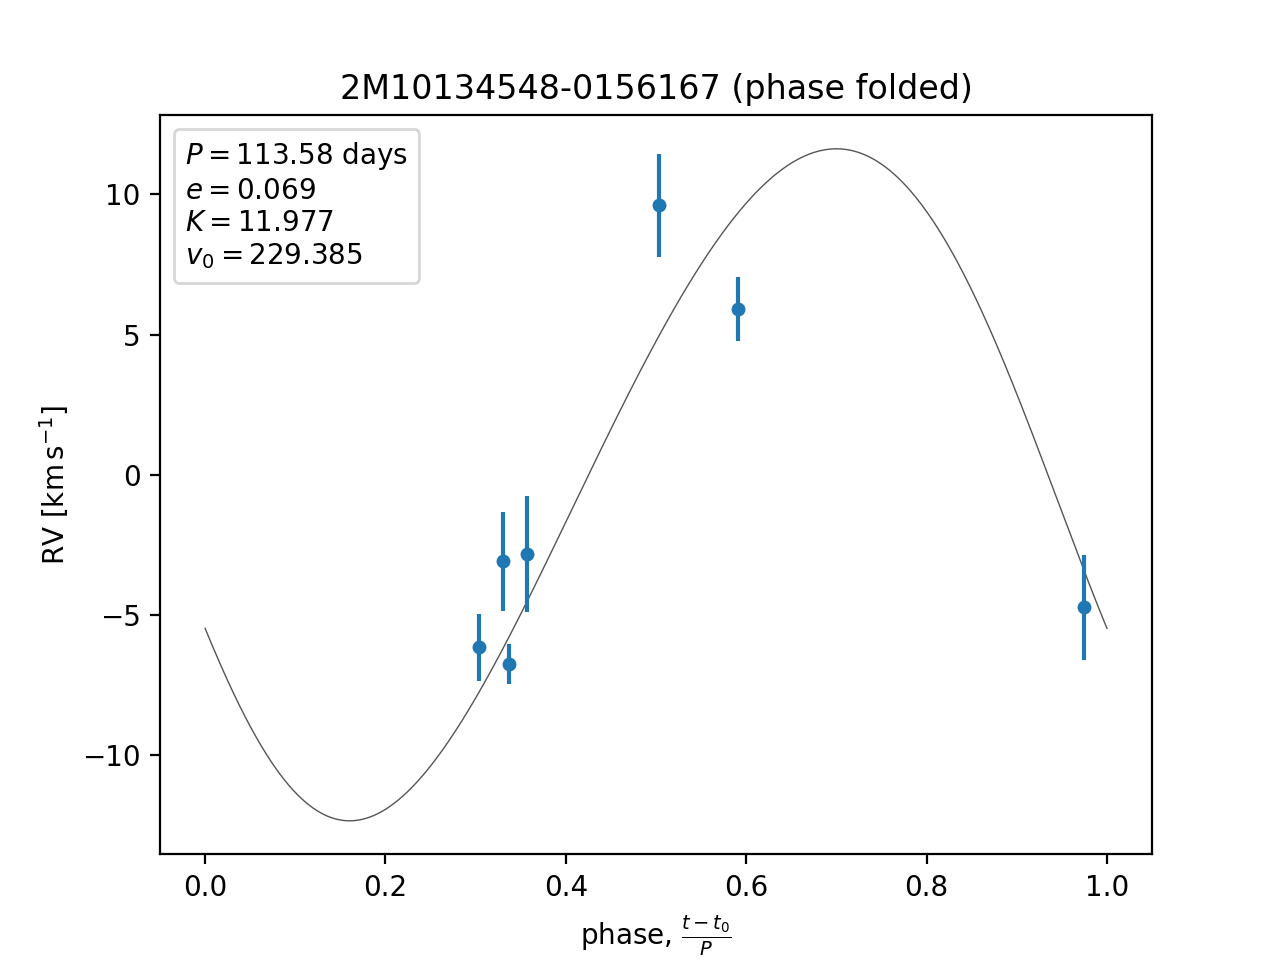 2M10134548-0156167 (phase folded)
P = 113.58 days
e = 0.069
K = 11.977
v₀ = 229.385
10
5
0
−5
−10
RV [km s⁻¹]
0.0 0.2 0.4 0.6 0.8 1.0
phase, (t − t₀)/P